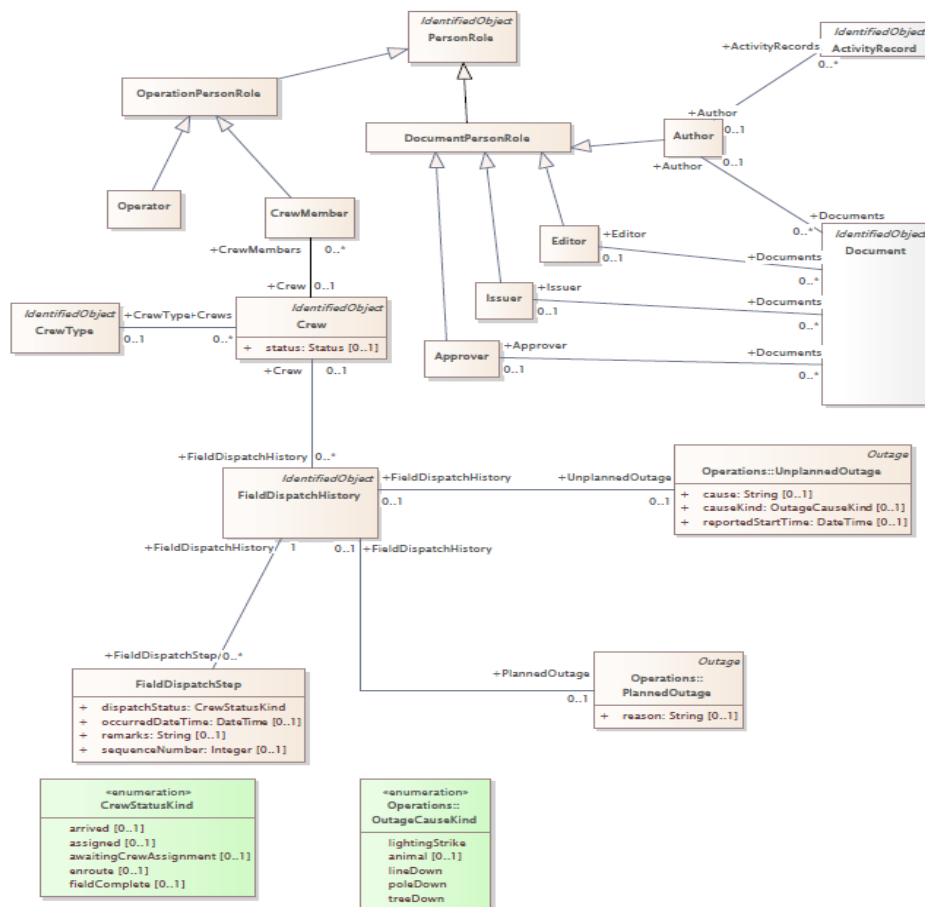 IdentifiedObject
PersonRole
IdentifiedObject
ActivityRecord
+ActivityRecords
0..*
OperationPersonRole
DocumentPersonRole
+Author
0..1
Author
+Author
0..1
Operator
CrewMember
+CrewMembers
0..*
Editor
+Editor
0..1
+Documents
0..*
IdentifiedObject
Document
+Documents
0..*
+Crew
0..1
Issuer
+Issuer
0..1
+Documents
0..*
IdentifiedObject
CrewType
+CrewType
0..1
+Crews
0..*
IdentifiedObject
Crew
+ status: Status [0..1]
+Crew
0..1
Approver
+Approver
0..1
+Documents
0..*
+FieldDispatchHistory
0..*
IdentifiedObject
FieldDispatchHistory
+FieldDispatchHistory
0..1
+UnplannedOutage
0..1
Outage
Operations::UnplannedOutage
+ cause: String [0..1]
+ causeKind: OutageCauseKind [0..1]
+ reportedStartTime: DateTime [0..1]
+FieldDispatchHistory
1
0..1
+FieldDispatchHistory
+FieldDispatchStep
0..*
FieldDispatchStep
+ dispatchStatus: CrewStatusKind
+ occurredDateTime: DateTime [0..1]
+ remarks: String [0..1]
+ sequenceNumber: Integer [0..1]
+PlannedOutage
0..1
Outage
Operations::
PlannedOutage
+ reason: String [0..1]
«enumeration»
CrewStatusKind
arrived [0..1]
assigned [0..1]
awaitingCrewAssignment [0..1]
enroute [0..1]
fieldComplete [0..1]
«enumeration»
Operations::
OutageCauseKind
lightingStrike
animal [0..1]
lineDown
poleDown
treeDown